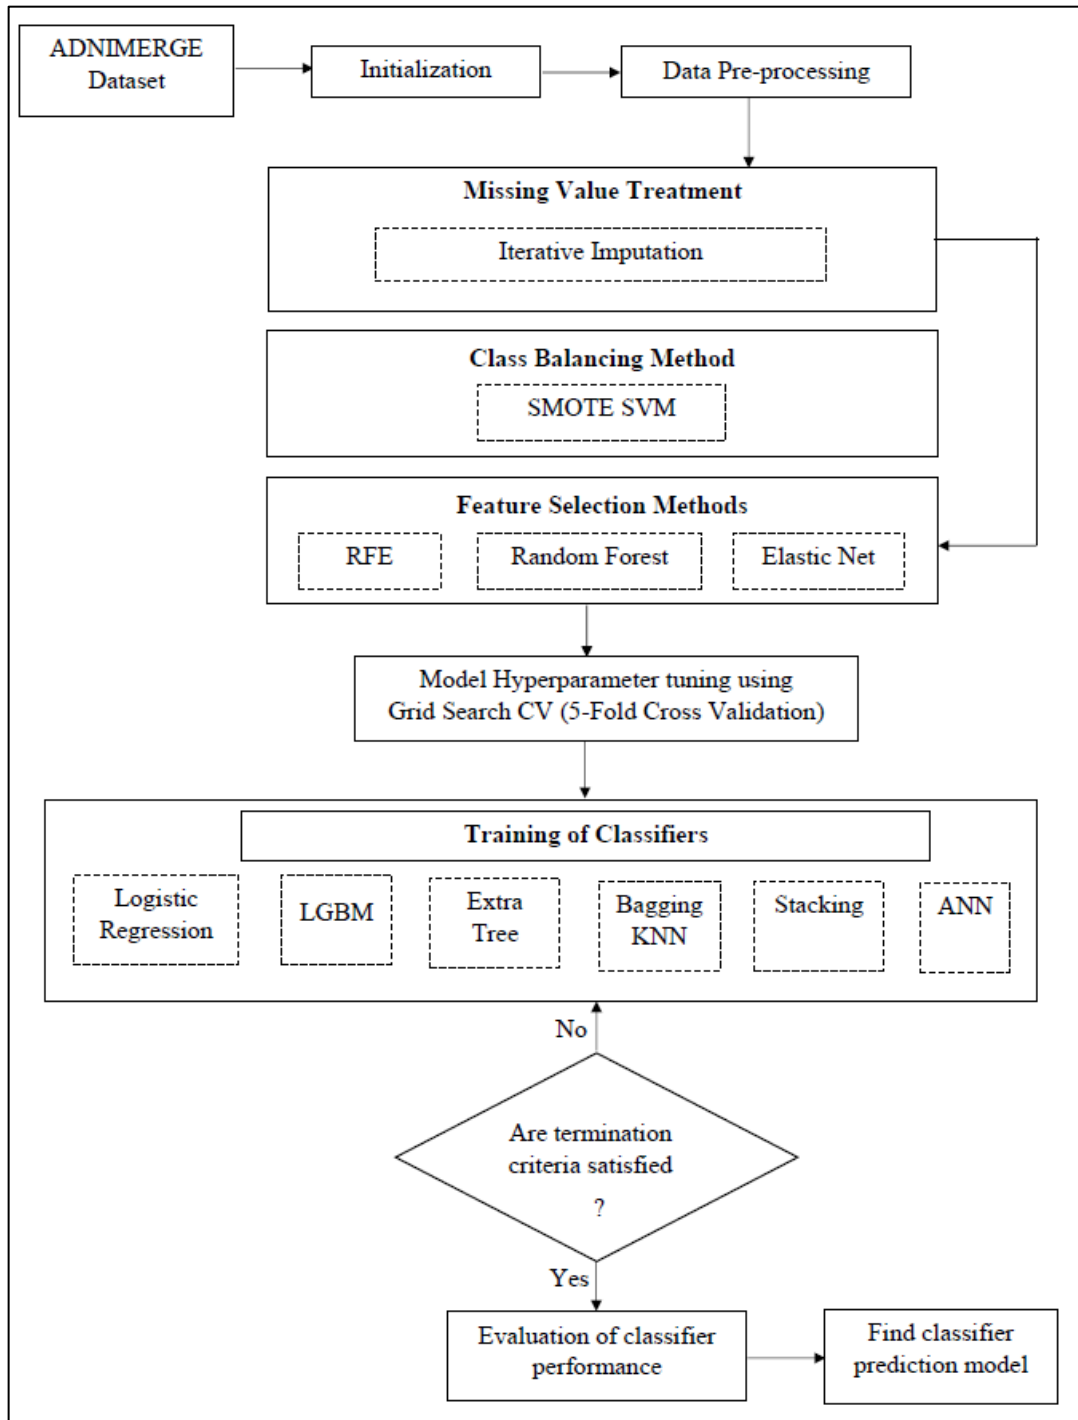 ADNIMERGE
Dataset
Initialization
Data Pre-processing
Missing Value Treatment
Iterative Imputation
Class Balancing Method
SMOTE SVM
Feature Selection Methods
RFE
Random Forest
Elastic Net
Model Hyperparameter tuning using
Grid Search CV (5-Fold Cross Validation)
Training of Classifiers
Logistic
Regression
LGBM
Extra
Tree
Bagging
KNN
Stacking
ANN
No
Are termination
criteria satisfied
?
Yes
Evaluation of classifier
performance
Find classifier
prediction model